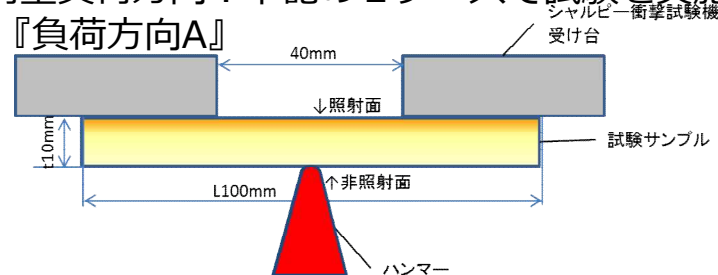 『負荷方向A』
シャルピー衝撃試験機
受け台
40mm
↓照射面
t10mm
試験サンプル
↑非照射面
L100mm
ハンマー